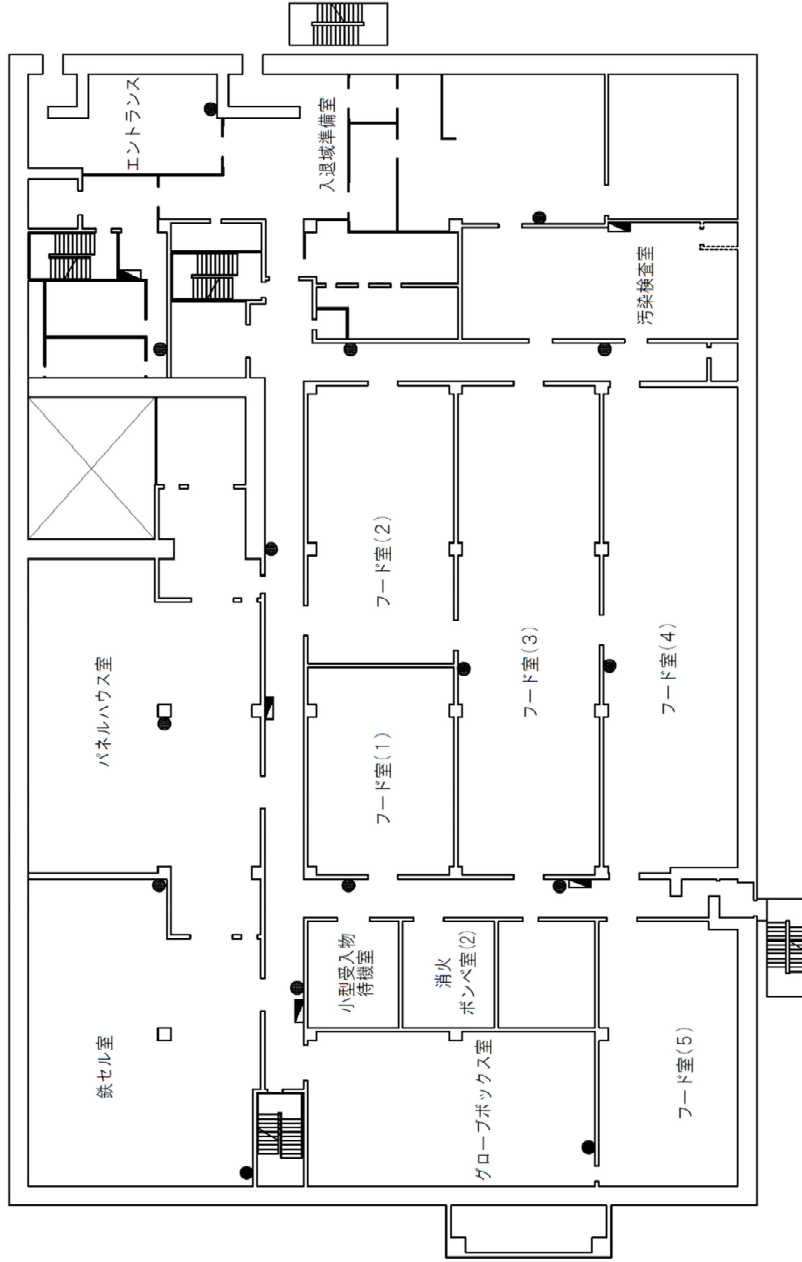 エントランス
入退域準備室
汚染検査室
パネルハウス室
フード室(2)
フード室(3)
フード室(4)
フード室(1)
鉄セル室
小型受入物
待機室
消火
ボンベ室(2)
グローブボックス室
フード室(5)